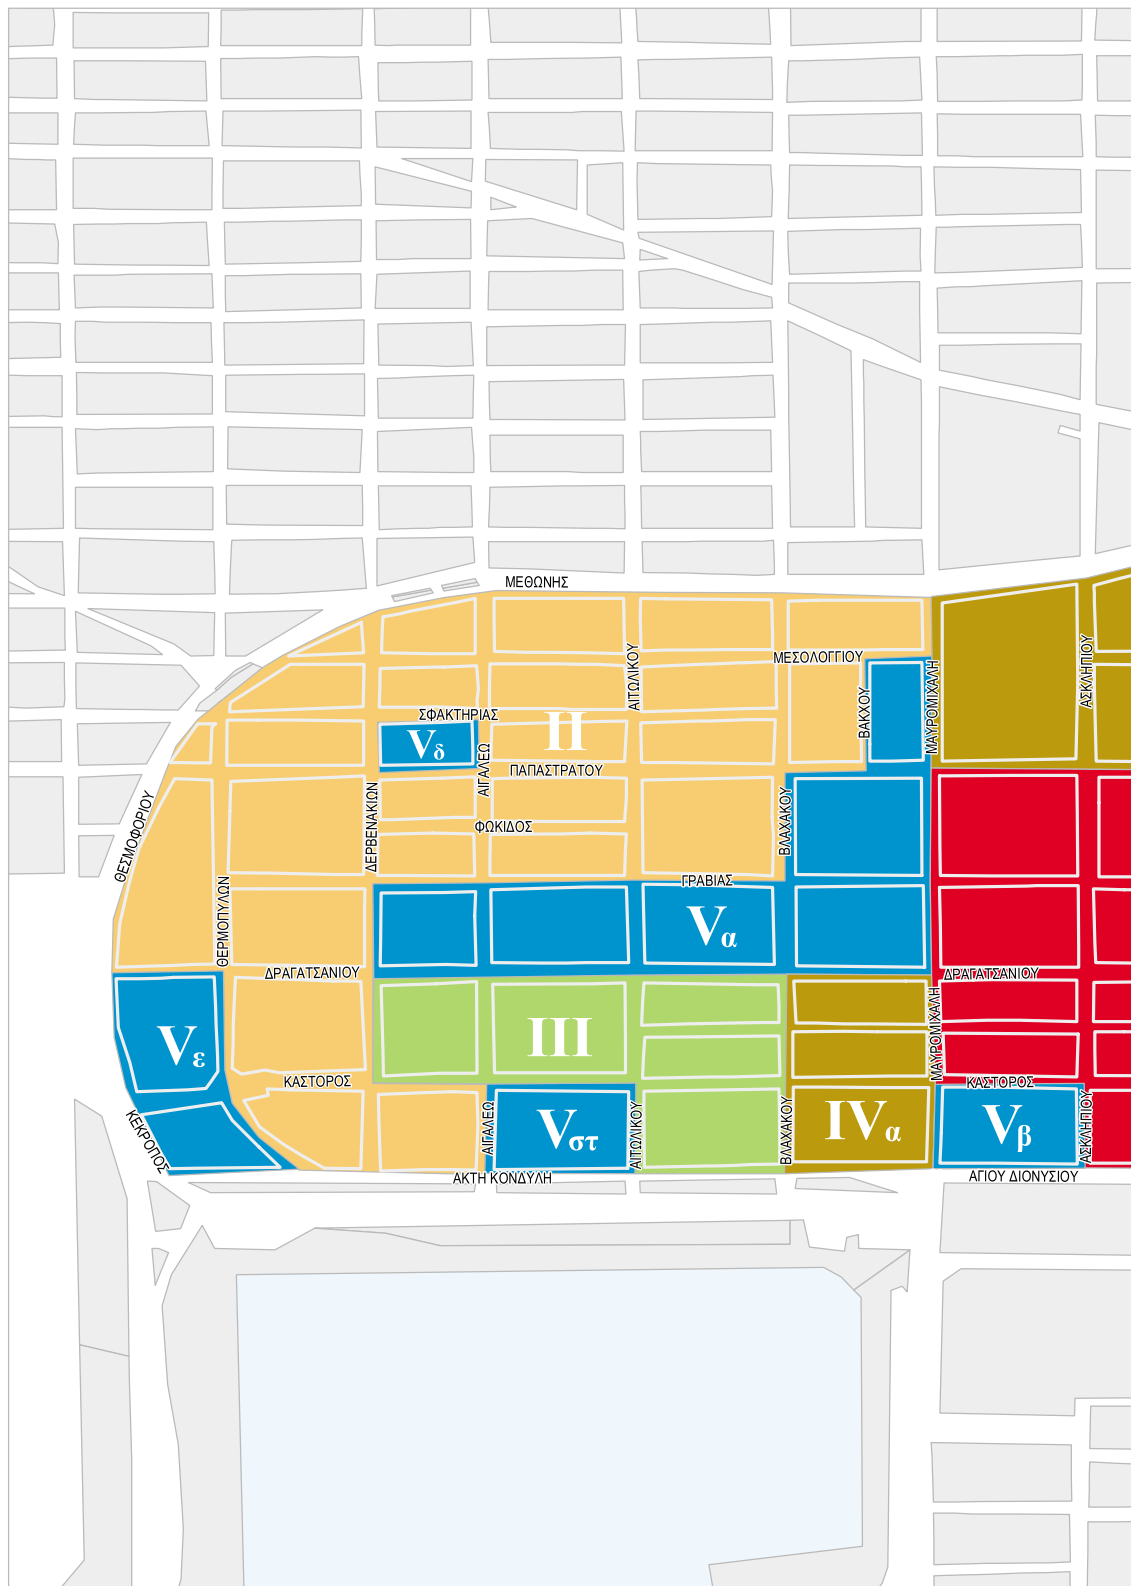 ΜΕΘΩΝΗΣ
ΑΣΚΛΗΠΙΟΥ
ΑΙΤΩΛΙΚΟΥ
ΜΕΣΟΛΟΓΓΙΟΥ
ΜΑΥΡΟΜΙΧΑΛΗ
ΒΑΚΧΟΥ
ΣΦΑΚΤΗΡΙΑΣ
II
Vδ
ΑΙΓΑΛΕΩ
ΠΑΠΑΣΤΡΑΤΟΥ
ΘΕΣΜΟΦΟΡΙΟΥ
ΔΕΡΒΕΝΑΚΙΩΝ
ΒΛΑΧΑΚΟΥ
ΦΩΚΙΔΟΣ
ΓΡΑΒΙΑΣ
ΘΕΡΜΟΠΥΛΩΝ
Vα
ΔΡΑΓΑΤΣΑΝΙΟΥ
ΔΡΑΓΑΤΣΑΝΙΟΥ
ΜΑΥΡΟΜΙΧΑΛΗ
III
Vε
ΚΑΣΤΟΡΟΣ
ΚΑΣΤΟΡΟΣ
ΚΕΚΡΟΠΟΣ
ΑΙΓΑΛΕΩ
Vστ
ΑΙΤΩΛΙΚΟΥ
ΒΛΑΧΑΚΟΥ
IVα
Vβ
ΑΣΚΛΗΠΙΟΥ
ΑΚΤΗ ΚΟΝΔΥΛΗ
ΑΓΙΟΥ ΔΙΟΝΥΣΙΟΥ